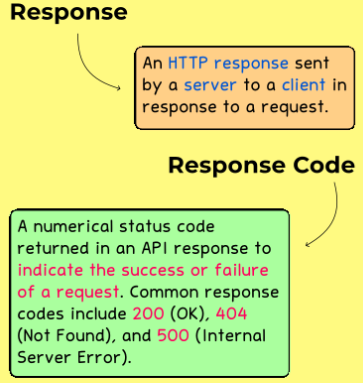 Response
An HTTP response sent
by a server to a client in
response to a request.
Response Code
A numerical status code
returned in an API response to
indicate the success or failure
of a request. Common response
codes include 200 (OK), 404
(Not Found), and 500 (Internal
Server Error).